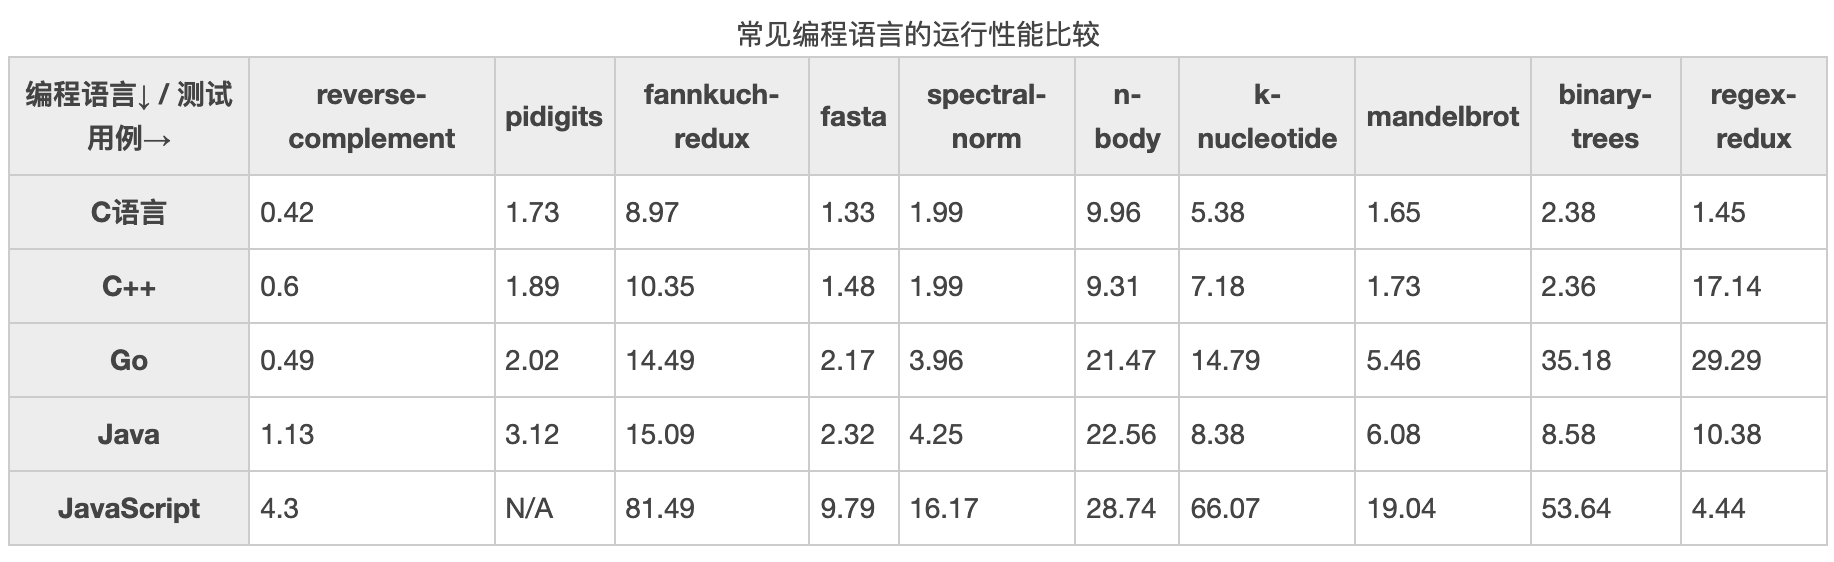 常见编程语言的运行性能比较
编程语言↓ / 测试
用例→
reverse-
complement
pidigits
fannkuch-
redux
fasta
spectral-
norm
n-
body
k-
nucleotide
mandelbrot
binary-
trees
regex-
redux
C语言 0.42 1.73 8.97 1.33 1.99 9.96 5.38 1.65 2.38 1.45
C++ 0.6 1.89 10.35 1.48 1.99 9.31 7.18 1.73 2.36 17.14
Go 0.49 2.02 14.49 2.17 3.96 21.47 14.79 5.46 35.18 29.29
Java 1.13 3.12 15.09 2.32 4.25 22.56 8.38 6.08 8.58 10.38
JavaScript 4.3 N/A 81.49 9.79 16.17 28.74 66.07 19.04 53.64 4.44